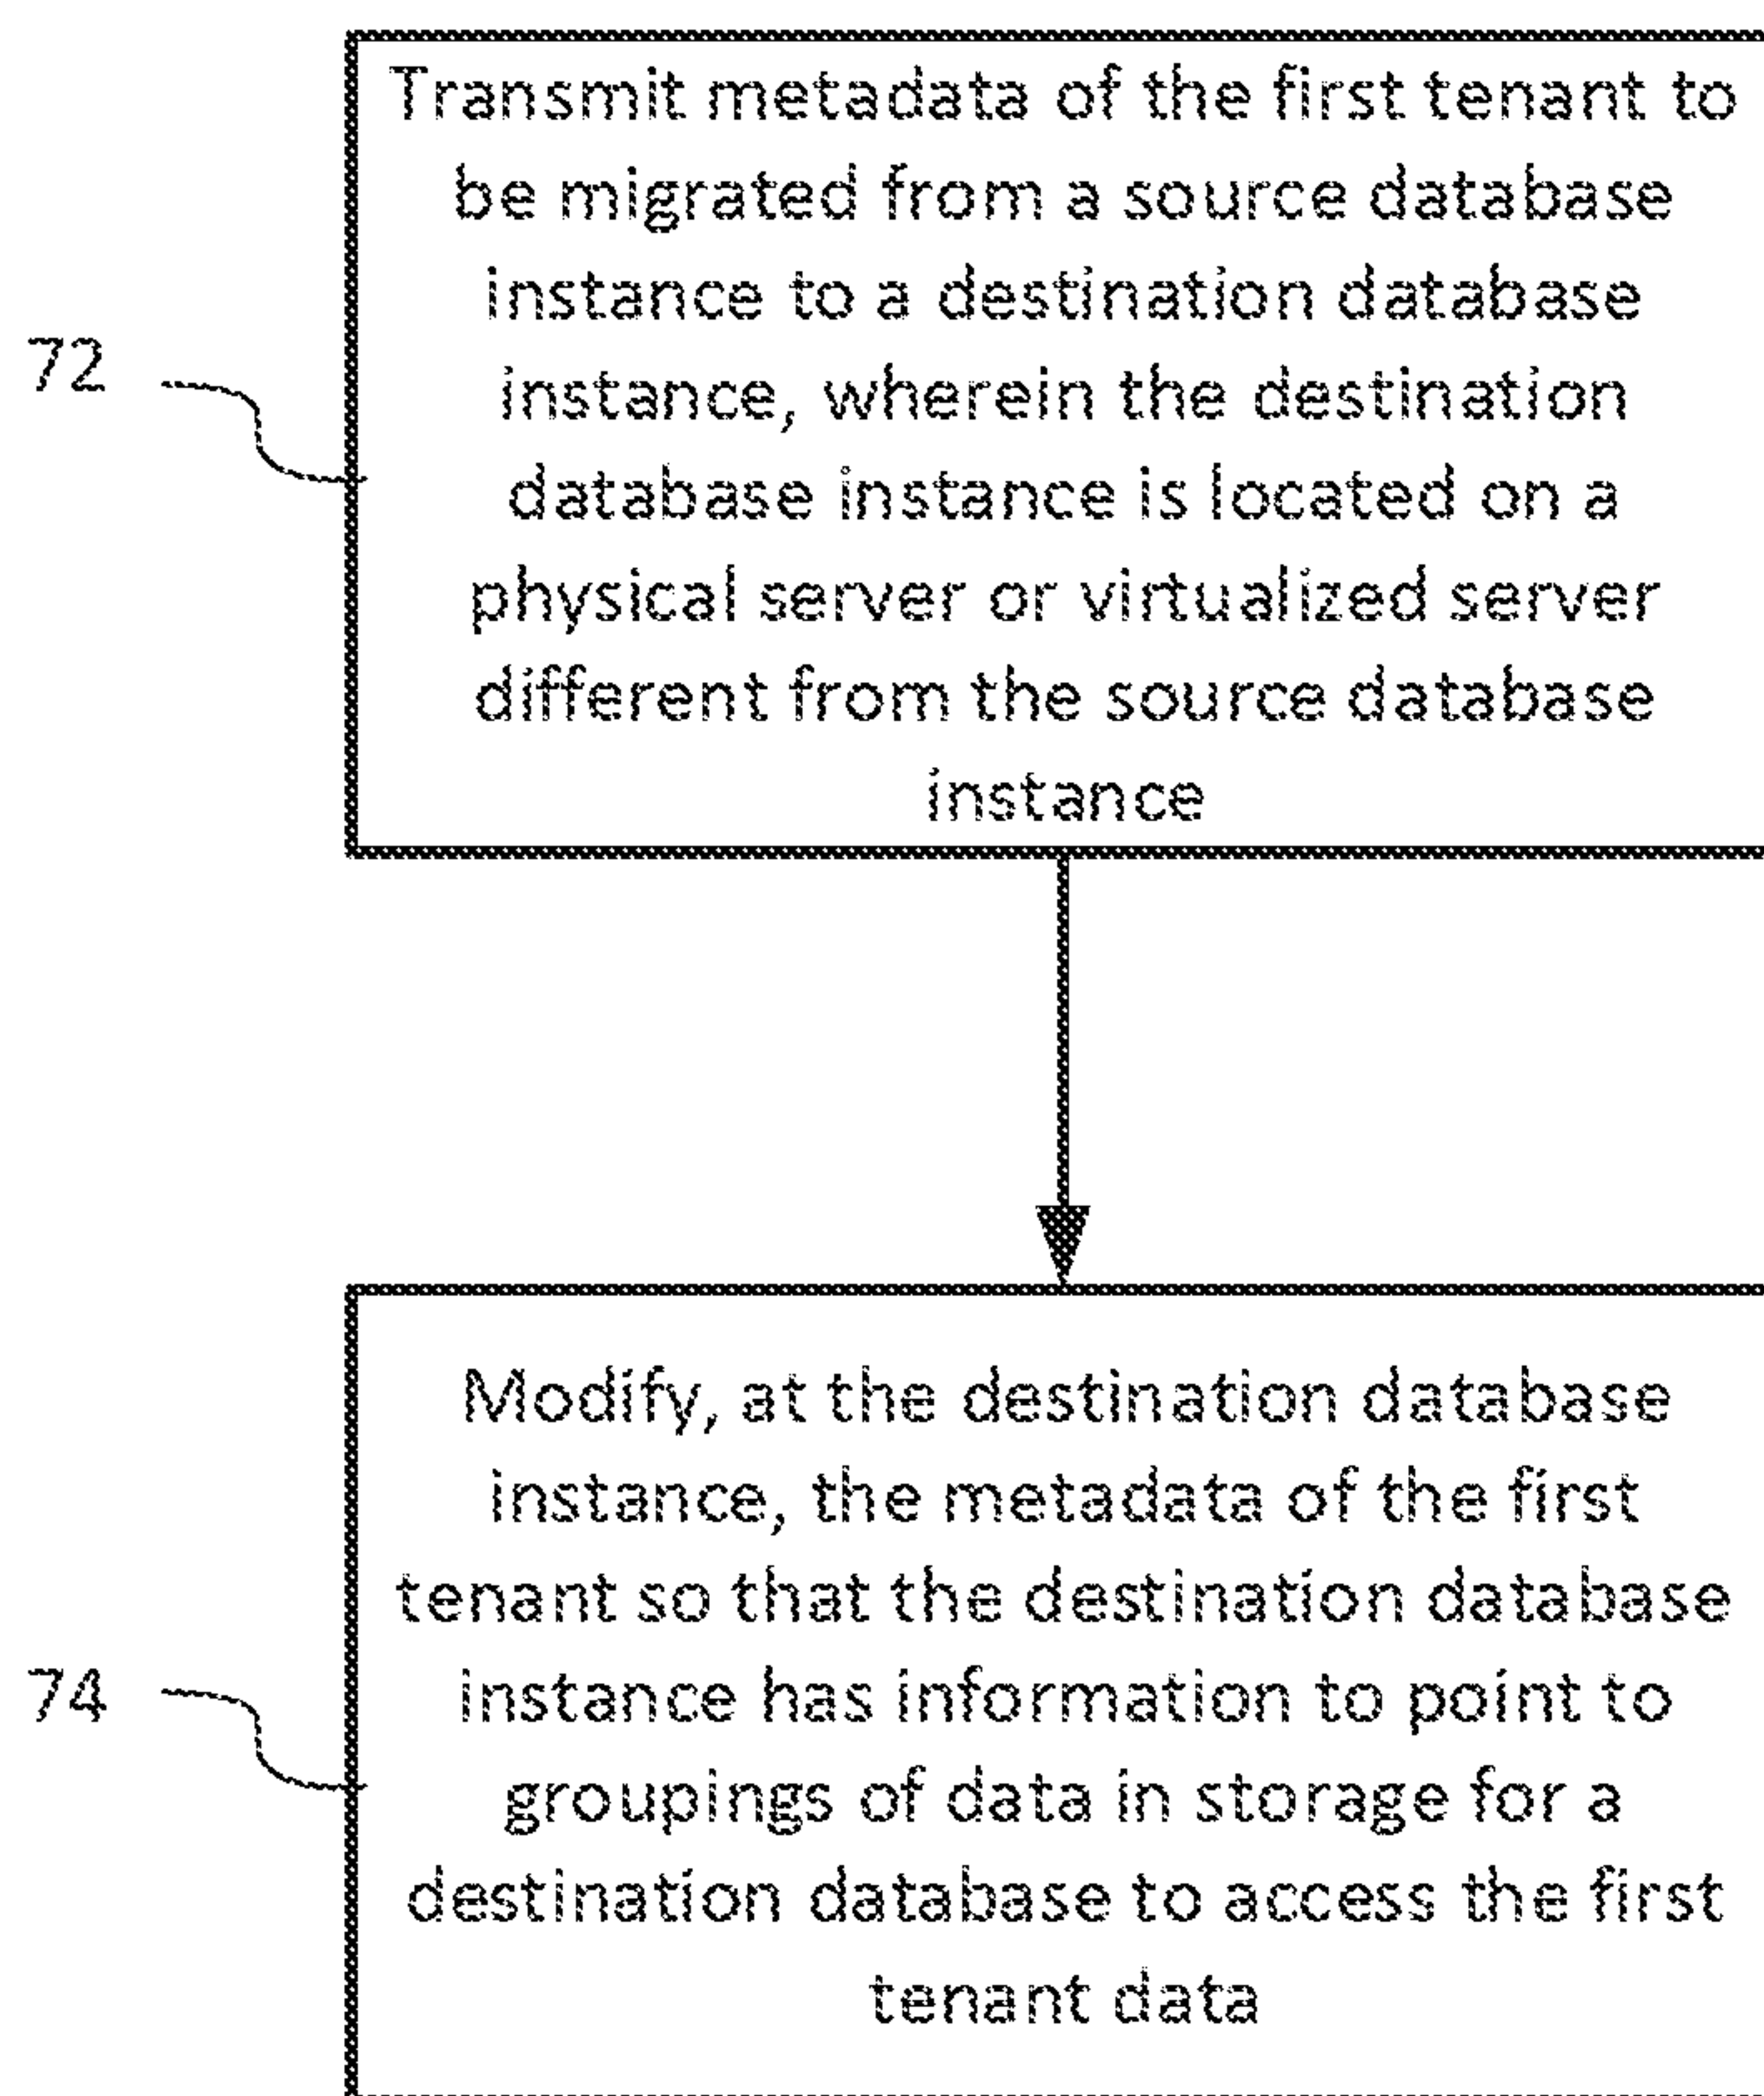 Transmit metadata of the first tenant to
be migrated from a source database
instance to a destination database
72
instance, wherein the destination
database instance is located on a
physical server or virtualized server
different from the source database
instance
Modify, at the destination database
instance, the metadata of the first
tenant so that the destination database
74
instance has information to point to
groupings of data in storage for a
destination database to access the first
tenant data